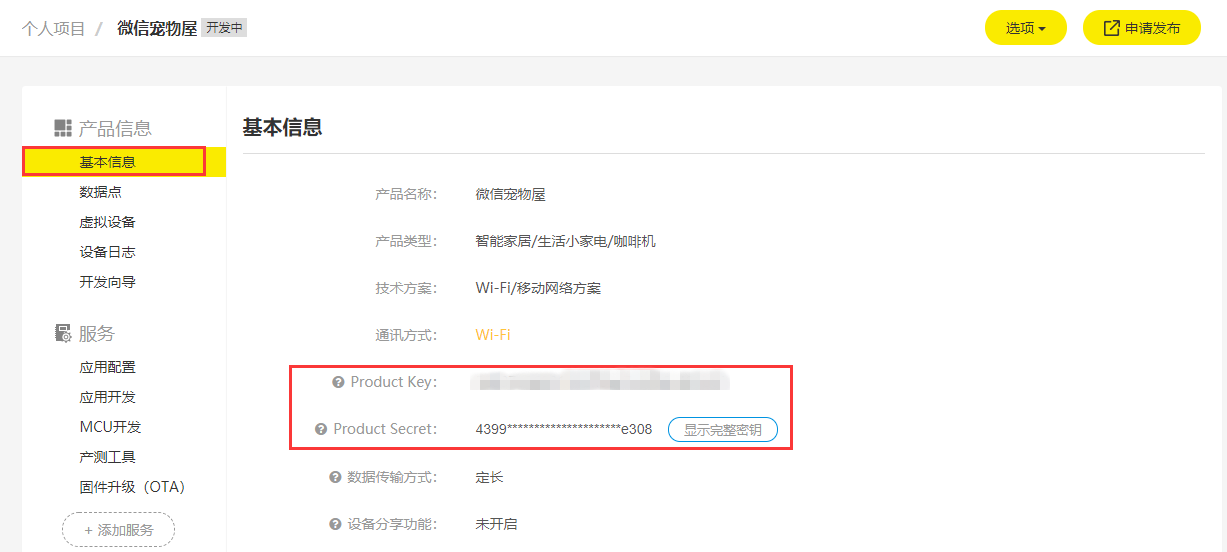 个人项目 / 微信宠物屋 开发中
选项
申请发布
产品信息
基本信息
数据点
虚拟设备
设备日志
开发向导
服务
应用配置
应用开发
MCU开发
产测工具
固件升级（OTA）
+ 添加服务
基本信息
产品名称： 微信宠物屋
产品类型： 智能家居/生活小家电/咖啡机
技术方案： Wi-Fi/移动网络方案
通讯方式： Wi-Fi
Product Key:
Product Secret: 4399*********************e308 显示完整密钥
数据传输方式： 定长
设备分享功能： 未开启